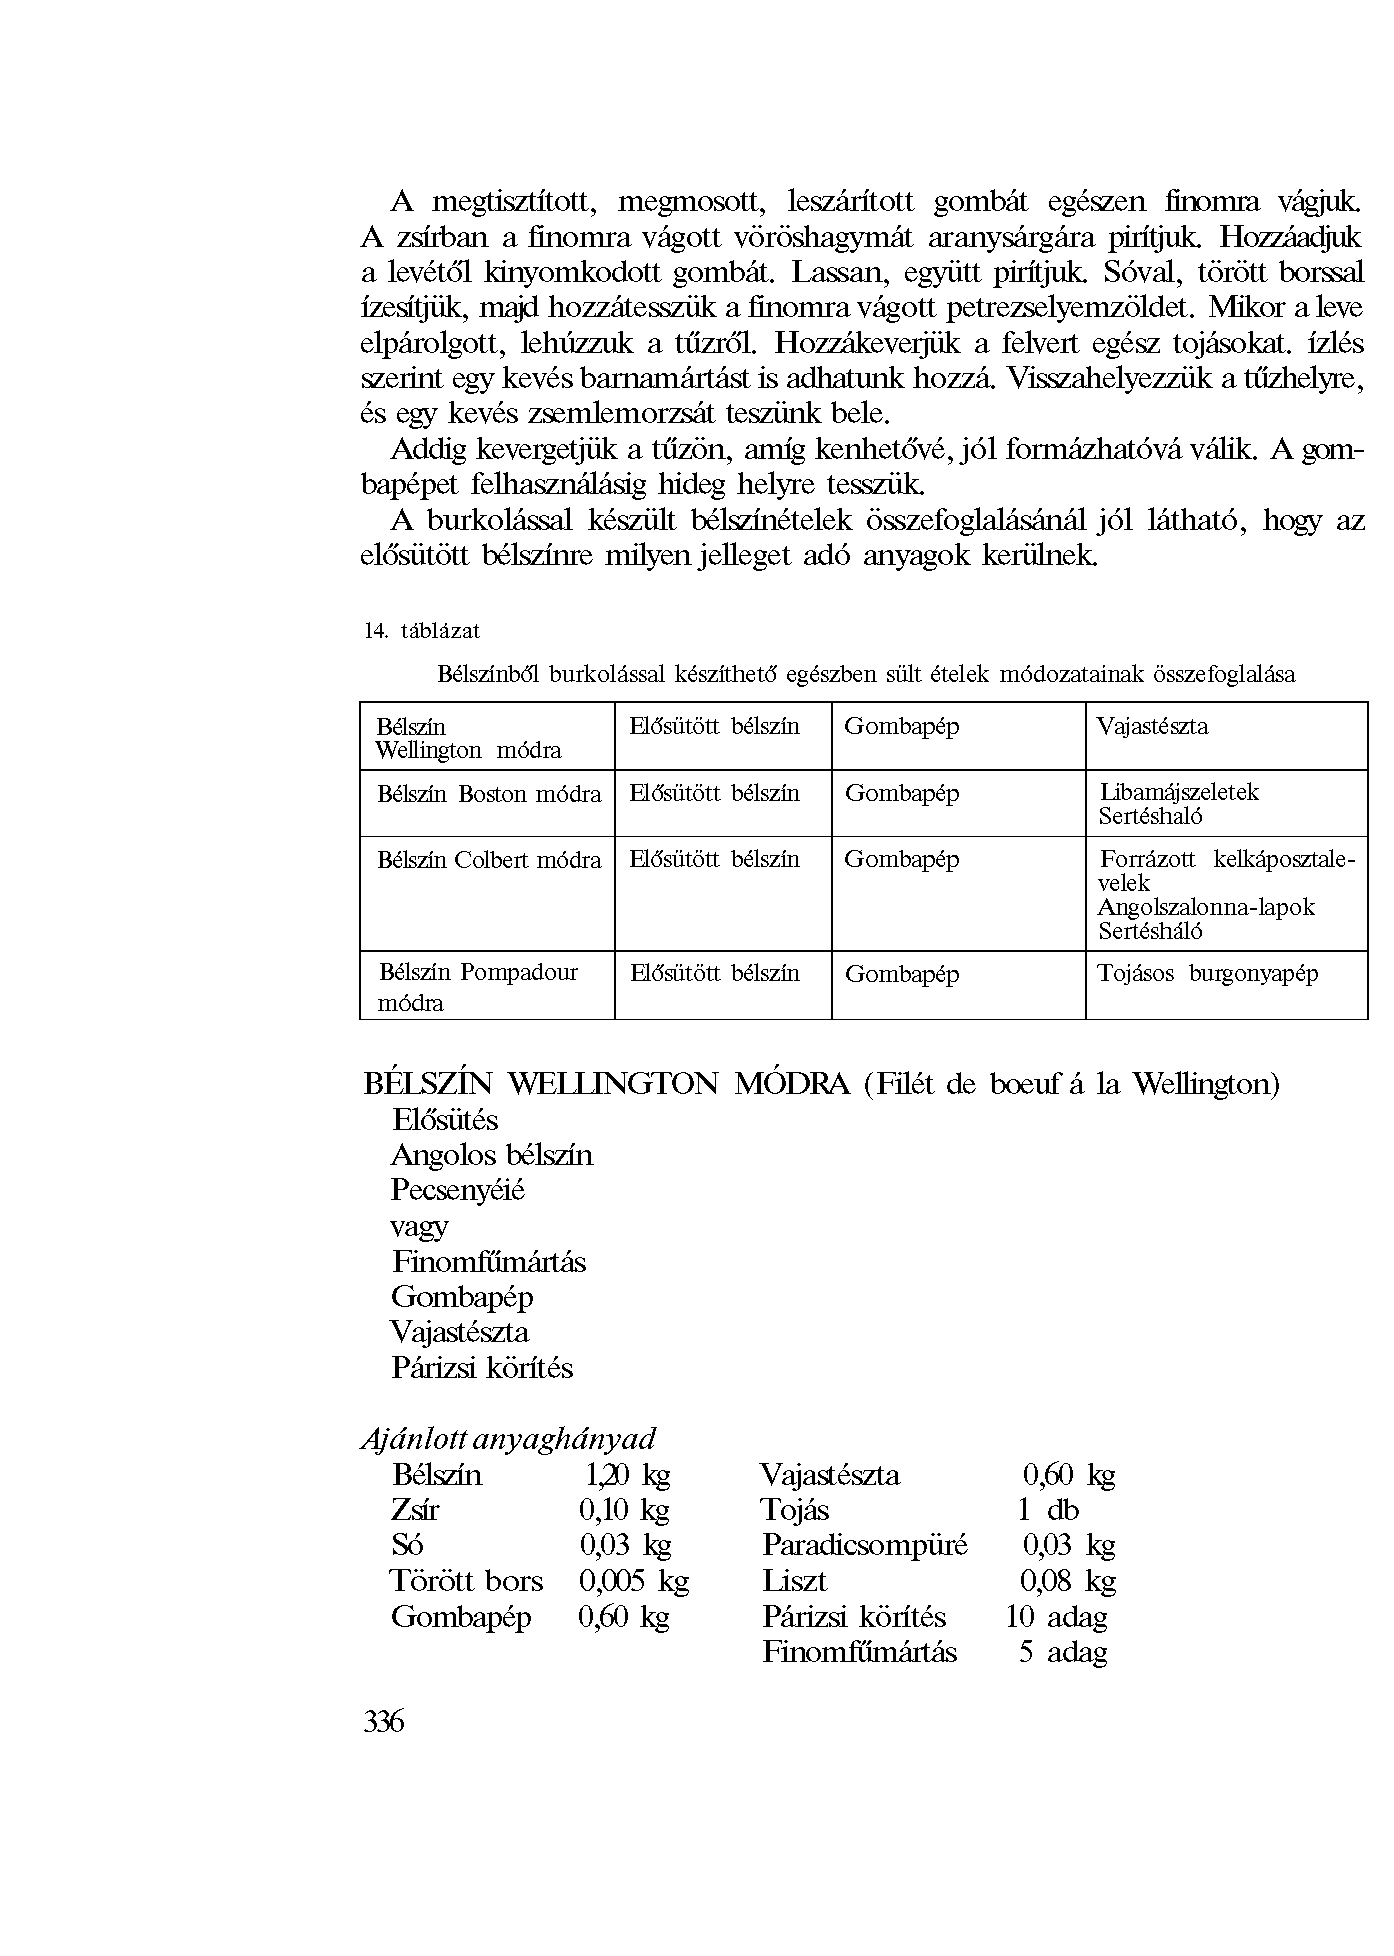 A megtisztított, megmosott, leszárított gombát egészen finomra vágjuk.
A zsírban a finomra vágott vöröshagymát aranysárgára pirítjuk. Hozzáadjuk
a levétől kinyomkodott gombát. Lassan, együtt pirítjuk. Sóval, törött borssal
ízesítjük, majd hozzátesszük a finomra vágott petrezselyemzöldet. Mikor a leve
elpárolgott, lehúzzuk a tűzről. Hozzákeverjük a felvert egész tojásokat. ízlés
szerint egy kevés barnamártást is adhatunk hozzá. Visszahelyezzük a tűzhelyre,
és egy kevés zsemlemorzsát teszünk bele.
Addig kevergetjük a tűzön, amíg kenhetővé, jól formázhatóvá válik. A gom-
bapépet felhasználásig hideg helyre tesszük.
A burkolással készült bélszínételek összefoglalásánál jól látható, hogy az
elősütött bélszínre milyen jelleget adó anyagok kerülnek.
14. táblázat
Bélszínből burkolással készíthető egészben sült ételek módozatainak összefoglalása
Bélszín Elősütött bélszín Gombapép Vajastészta
Wellington módra
Bélszín Boston módra Elősütött bélszín Gombapép Libamájszeletek
Sertéshaló
Bélszín Colbert módra Elősütött bélszín Gombapép Forrázott kelkáposztale-
velek
Angolszalonna-lapok
Sertésháló
Bélszín Pompadour Elősütött bélszín Gombapép Tojásos burgonyapép
módra
BÉLSZÍN WELLINGTON MÓDRA (Filét de boeuf á la Wellington)
Elősütés
Angolos bélszín
Pecsenyéié
vagy
Finomfűmártás
Gombapép
Vajastészta
Párizsi körítés
Ajánlott anyaghányad
Bélszín 1,20 kg Vajastészta 0,60 kg
Zsír 0,10 kg Tojás 1 db
Só 0,03 kg Paradicsompüré 0,03 kg
Törött bors 0,005 kg Liszt 0,08 kg
Gombapép 0,60 kg Párizsi körítés 10 adag
Finomfűmártás 5 adag
336